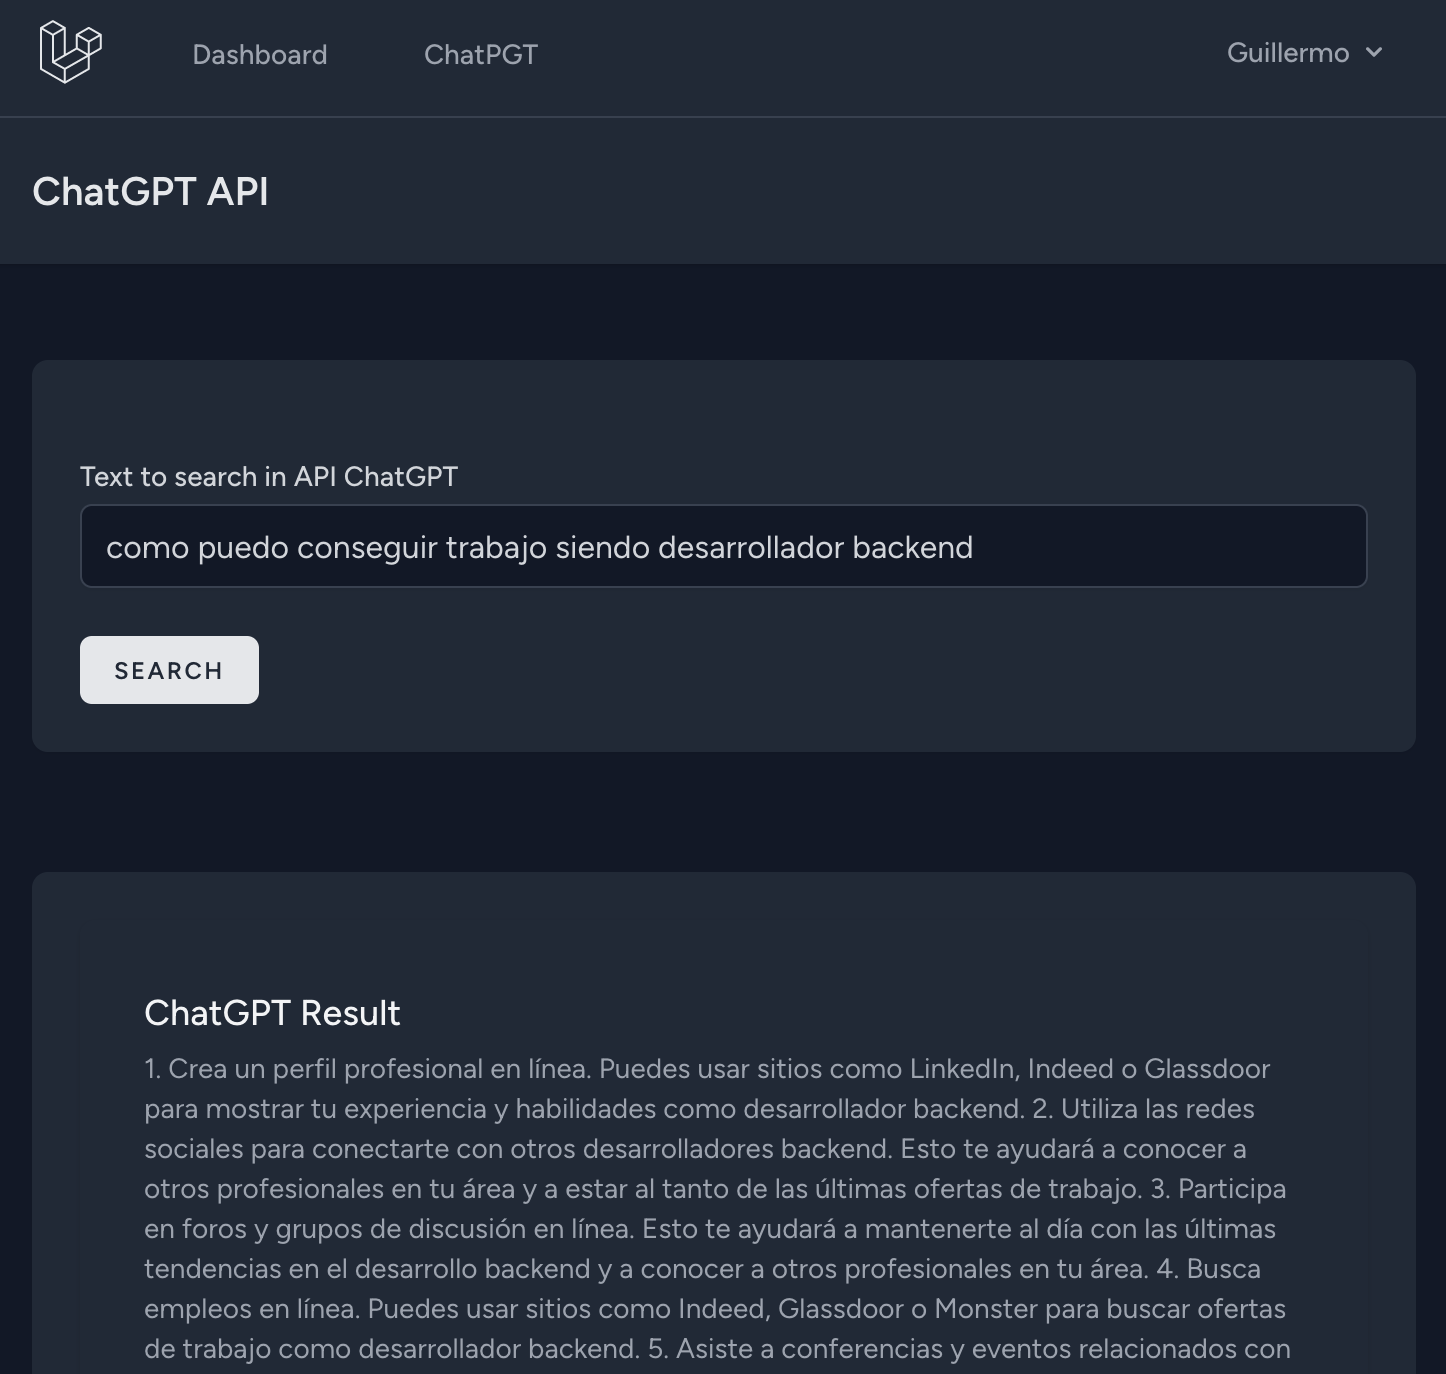 Dashboard
ChatPGT
Guillermo
ChatGPT API
Text to search in API ChatGPT
como puedo conseguir trabajo siendo desarrollador backend
SEARCH
ChatGPT Result
1. Crea un perfil profesional en línea. Puedes usar sitios como LinkedIn, Indeed o Glassdoor
para mostrar tu experiencia y habilidades como desarrollador backend. 2. Utiliza las redes
sociales para conectarte con otros desarrolladores backend. Esto te ayudará a conocer a
otros profesionales en tu área y a estar al tanto de las últimas ofertas de trabajo. 3. Participa
en foros y grupos de discusión en línea. Esto te ayudará a mantenerte al día con las últimas
tendencias en el desarrollo backend y a conocer a otros profesionales en tu área. 4. Busca
empleos en línea. Puedes usar sitios como Indeed, Glassdoor o Monster para buscar ofertas
de trabajo como desarrollador backend. 5. Asiste a conferencias y eventos relacionados con